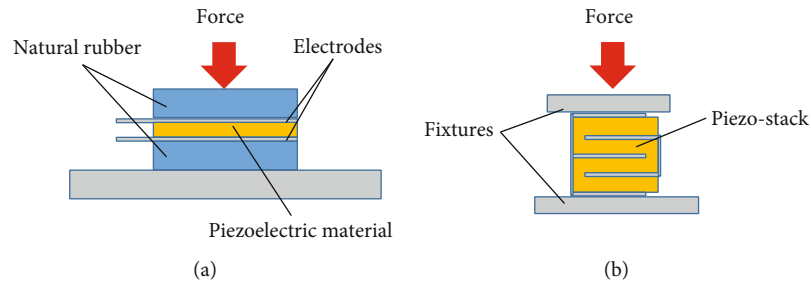 Force
Natural rubber
Electrodes
Piezoelectric material
(a)
Force
Fixtures
Piezo-stack
(b)